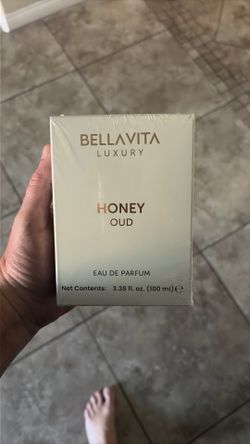 BELLAVITA
LUXURY
HONEY
OUD
EAU DE PARFUM
Net Contents: 3.38 fl. oz. (100 ml) ℮